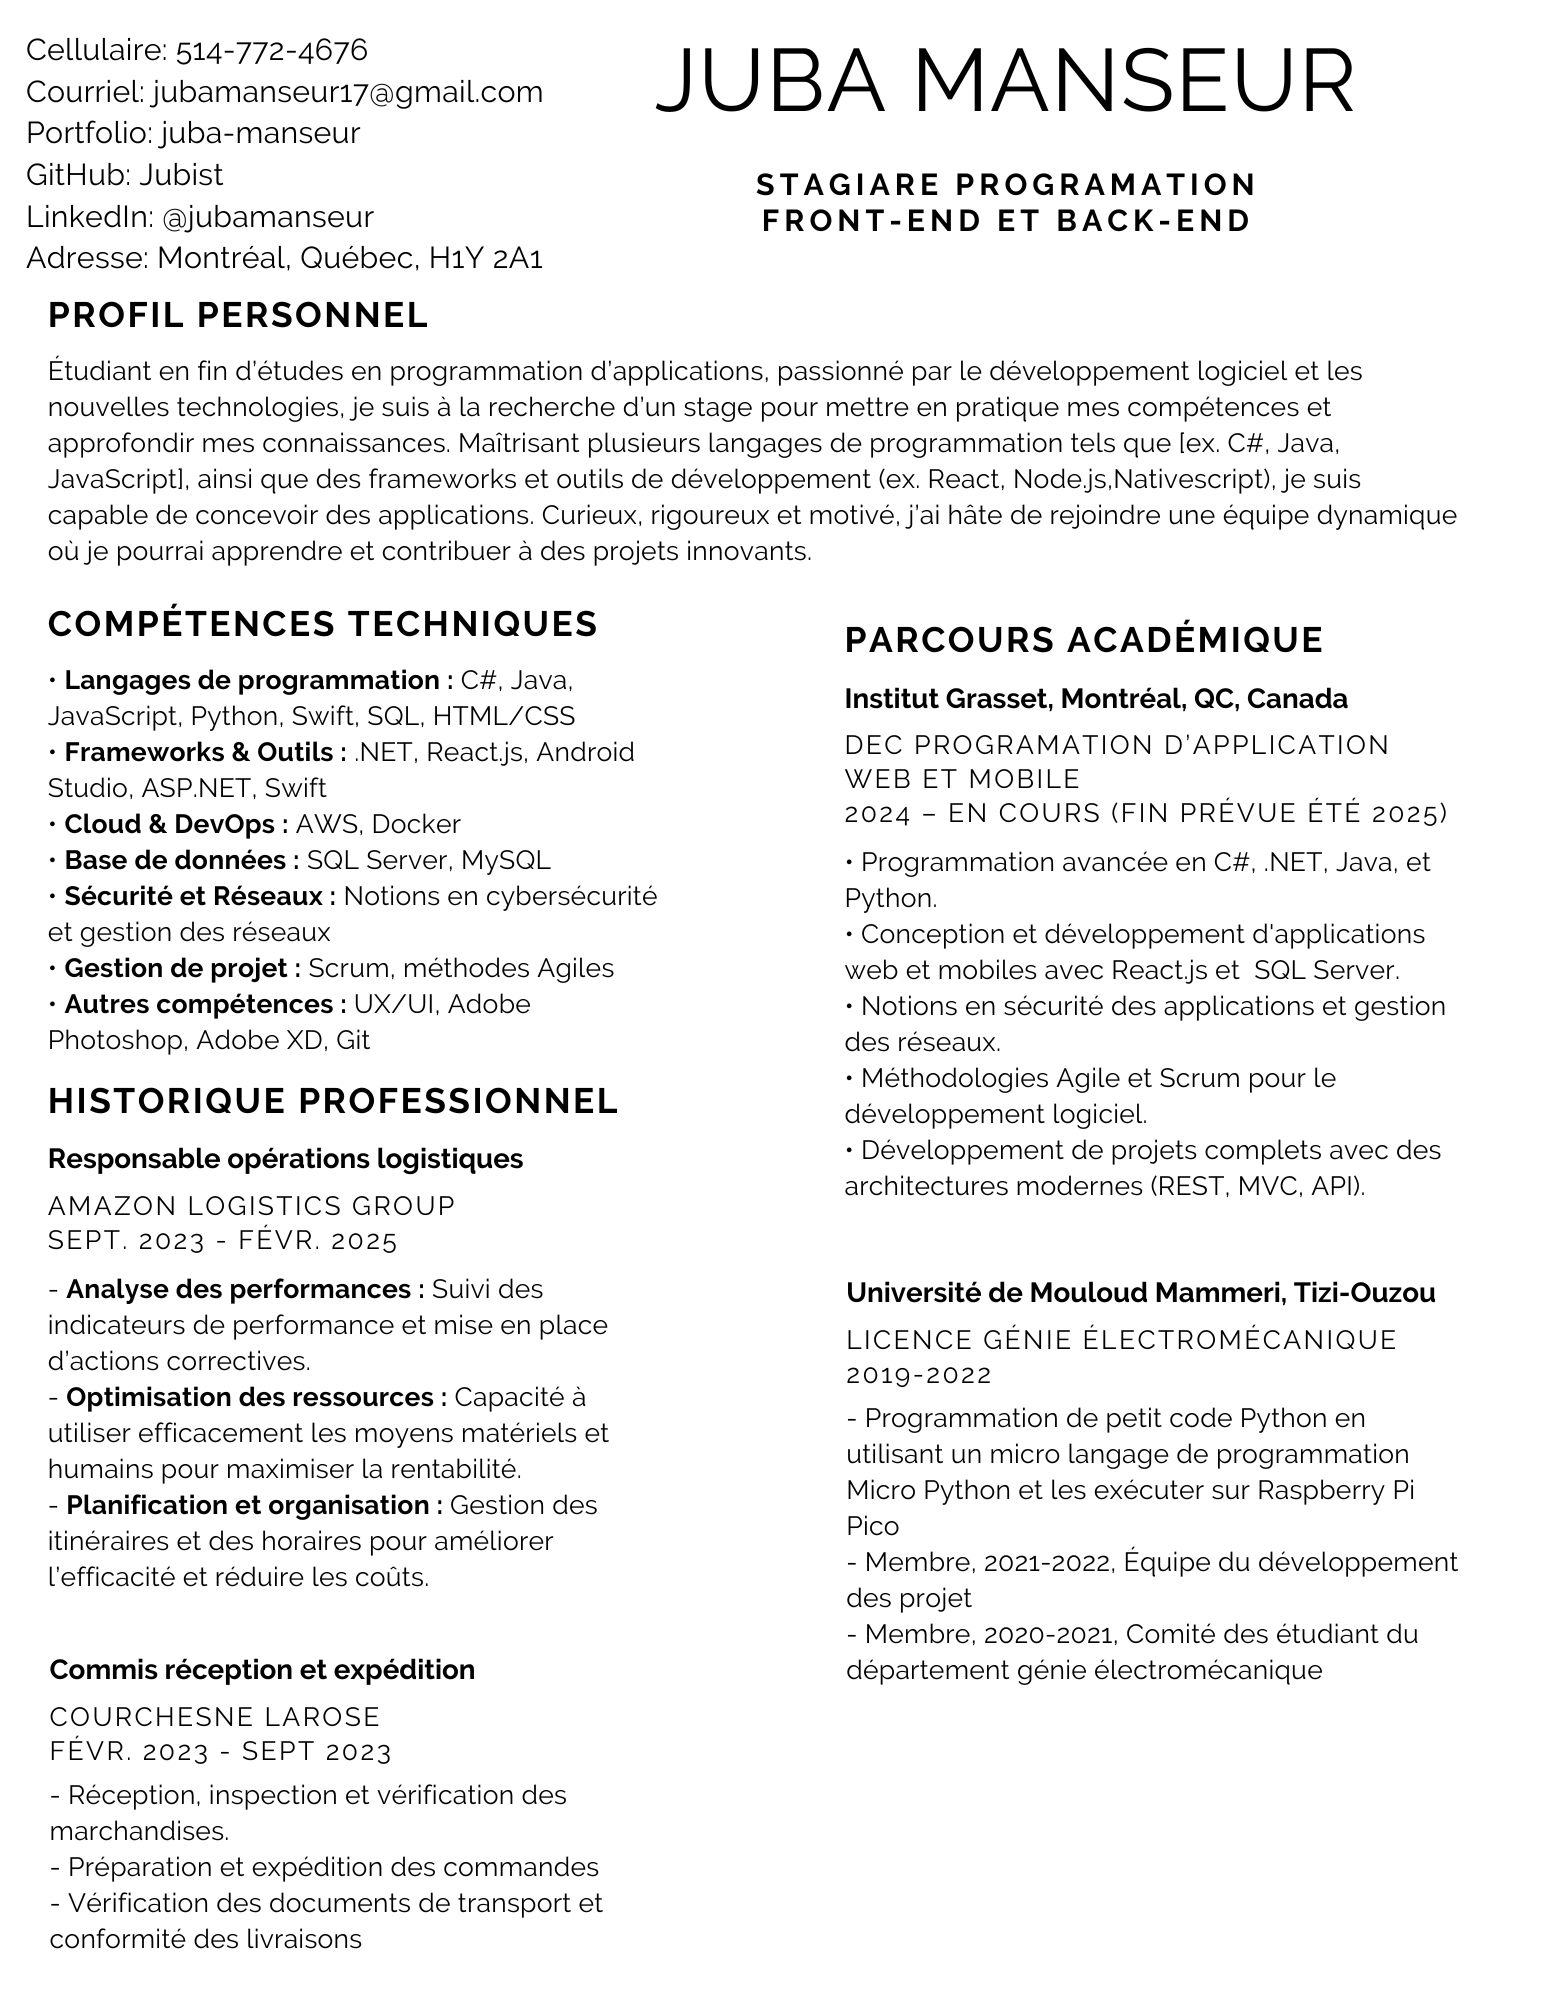 Cellulaire: 514-772-4676
Courriel: jubamanseur17@gmail.com
Portfolio: juba-manseur
GitHub: Jubist
LinkedIn: @jubamanseur
Adresse: Montréal, Québec, H1Y 2A1
JUBA MANSEUR
STAGIARE PROGRAMATION
FRONT-END ET BACK-END
PROFIL PERSONNEL
Étudiant en fin d’études en programmation d’applications, passionné par le développement logiciel et les
nouvelles technologies, je suis à la recherche d’un stage pour mettre en pratique mes compétences et
approfondir mes connaissances. Maîtrisant plusieurs langages de programmation tels que [ex. C#, Java,
JavaScript], ainsi que des frameworks et outils de développement (ex. React, Node.js,Nativescript), je suis
capable de concevoir des applications. Curieux, rigoureux et motivé, j’ai hâte de rejoindre une équipe dynamique
où je pourrai apprendre et contribuer à des projets innovants.
COMPÉTENCES TECHNIQUES
• Langages de programmation : C#, Java,
JavaScript, Python, Swift, SQL, HTML/CSS
• Frameworks & Outils : .NET, React.js, Android
Studio, ASP.NET, Swift
• Cloud & DevOps : AWS, Docker
• Base de données : SQL Server, MySQL
• Sécurité et Réseaux : Notions en cybersécurité
et gestion des réseaux
• Gestion de projet : Scrum, méthodes Agiles
• Autres compétences : UX/UI, Adobe
Photoshop, Adobe XD, Git
HISTORIQUE PROFESSIONNEL
Responsable opérations logistiques
AMAZON LOGISTICS GROUP
SEPT. 2023 - FÉVR. 2025
- Analyse des performances : Suivi des
indicateurs de performance et mise en place
d’actions correctives.
- Optimisation des ressources : Capacité à
utiliser efficacement les moyens matériels et
humains pour maximiser la rentabilité.
- Planification et organisation : Gestion des
itinéraires et des horaires pour améliorer
l’efficacité et réduire les coûts.
Commis réception et expédition
COURCHESNE LAROSE
FÉVR. 2023 - SEPT 2023
- Réception, inspection et vérification des
marchandises.
- Préparation et expédition des commandes
- Vérification des documents de transport et
conformité des livraisons
PARCOURS ACADÉMIQUE
Institut Grasset, Montréal, QC, Canada
DEC PROGRAMATION D’APPLICATION
WEB ET MOBILE
2024 – EN COURS (FIN PRÉVUE ÉTÉ 2025)
• Programmation avancée en C#, .NET, Java, et
Python.
• Conception et développement d'applications
web et mobiles avec React.js et  SQL Server.
• Notions en sécurité des applications et gestion
des réseaux.
• Méthodologies Agile et Scrum pour le
développement logiciel.
• Développement de projets complets avec des
architectures modernes (REST, MVC, API).
Université de Mouloud Mammeri, Tizi-Ouzou
LICENCE GÉNIE ÉLECTROMÉCANIQUE
2019-2022
- Programmation de petit code Python en
utilisant un micro langage de programmation
Micro Python et les exécuter sur Raspberry Pi
Pico
- Membre, 2021-2022, Équipe du développement
des projet
- Membre, 2020-2021, Comité des étudiant du
département génie électromécanique